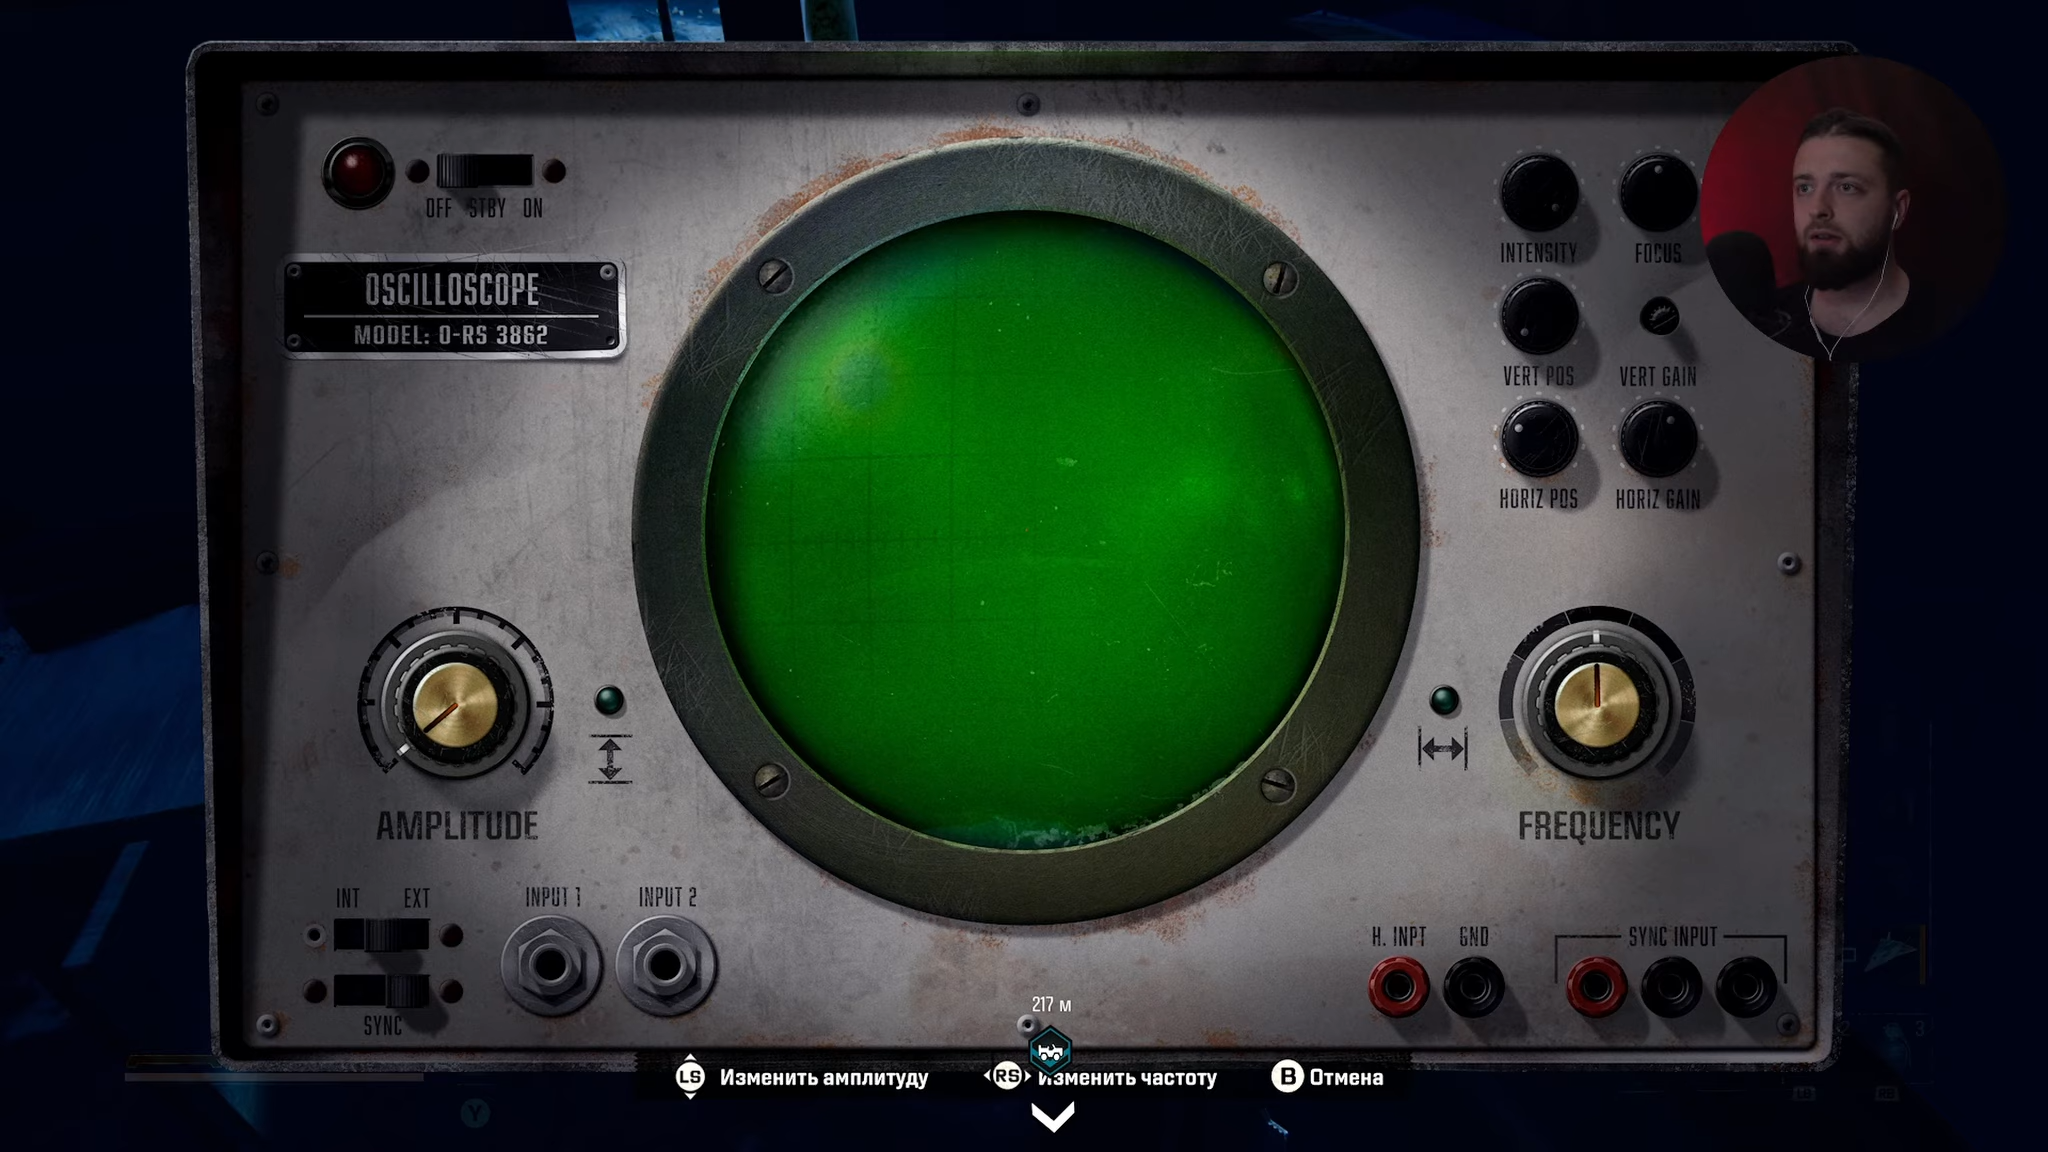 OFF STBY ON
OSCILLOSCOPE
MODEL: O-RS 3862
INTENSITY
FOCUS
VERT POS
VERT GAIN
HORIZ POS
HORIZ GAIN
AMPLITUDE
FREQUENCY
INT EXT
SYNC
INPUT 1
INPUT 2
H. INPT
GND
SYNC INPUT
217 м
LS Изменить амплитуду
RS Изменить частоту
B Отмена
Y
3